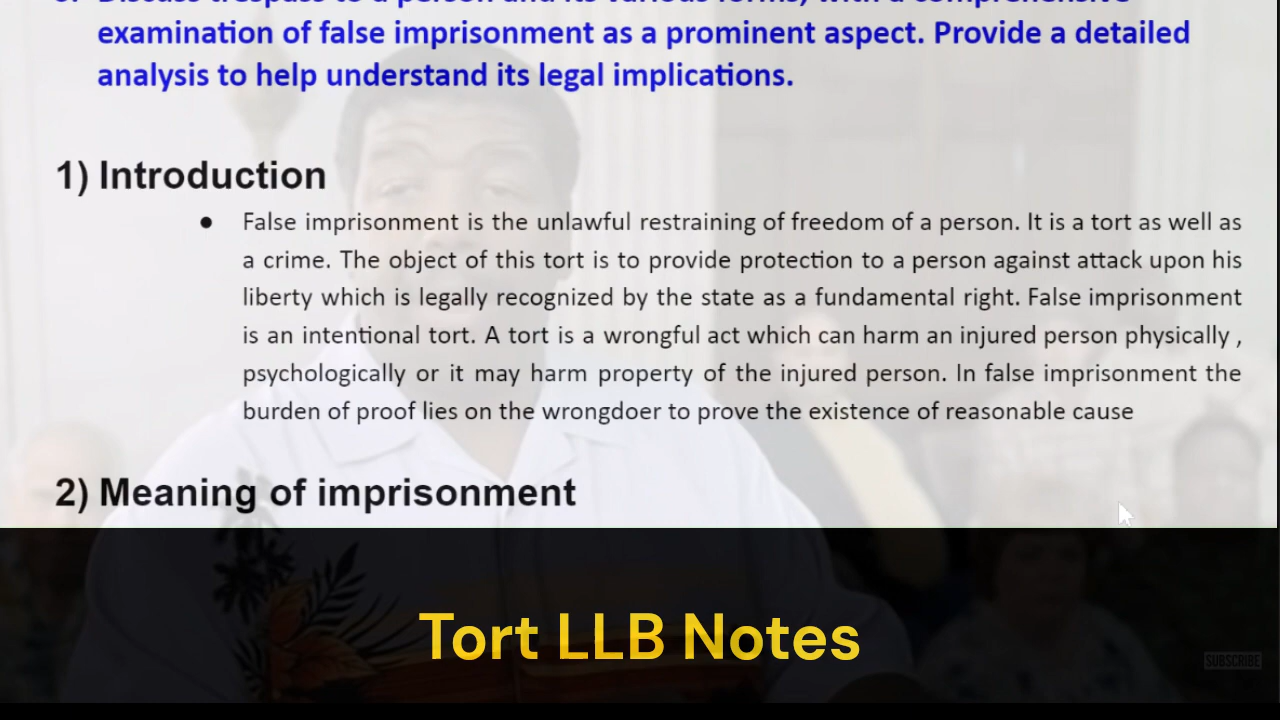 Discuss trespass to a person and its various forms, with a comprehensive
examination of false imprisonment as a prominent aspect. Provide a detailed
analysis to help understand its legal implications.
1) Introduction
● False imprisonment is the unlawful restraining of freedom of a person. It is a tort as well as
a crime. The object of this tort is to provide protection to a person against attack upon his
liberty which is legally recognized by the state as a fundamental right. False imprisonment
is an intentional tort. A tort is a wrongful act which can harm an injured person physically ,
psychologically or it may harm property of the injured person. In false imprisonment the
burden of proof lies on the wrongdoer to prove the existence of reasonable cause
2) Meaning of imprisonment
Tort LLB Notes
SUBSCRIBE